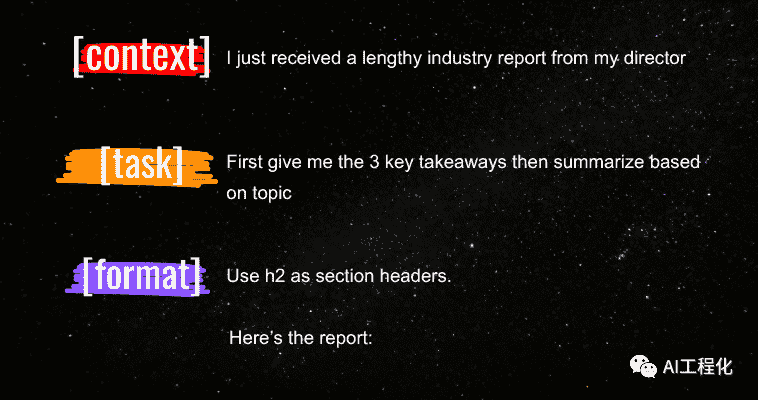 [context] I just received a lengthy industry report from my director
[task] First give me the 3 key takeaways then summarize based
on topic
[format] Use h2 as section headers.
Here's the report:
AI工程化